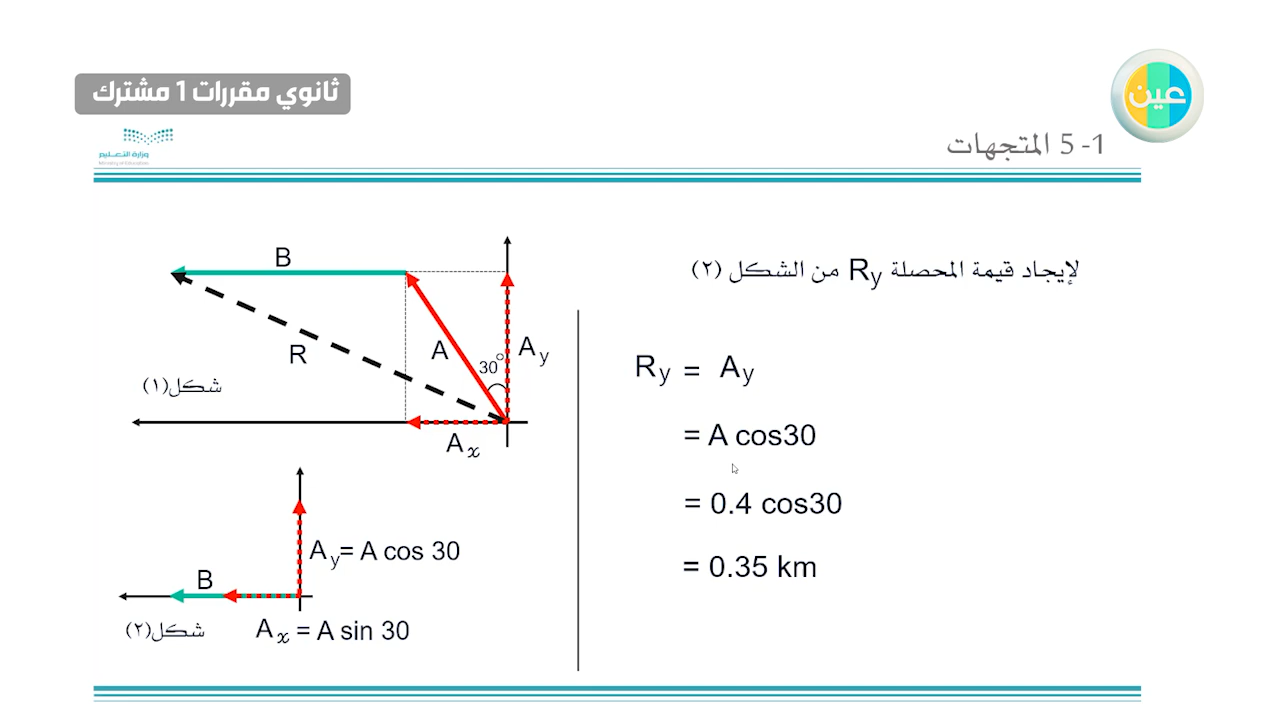 ثانوي مقررات 1 مشترك
عين
وزارة التعـــليم
Ministry of Education
1- 5 المتجهات
لإيجاد قيمة المحصلة Ry من الشكل (٢)
B
A
R
30°
Ay
Ax
شكل(١)
Ry = Ay
= A cos30
= 0.4 cos30
= 0.35 km
Ay= A cos 30
B
Ax = A sin 30
شكل(٢)